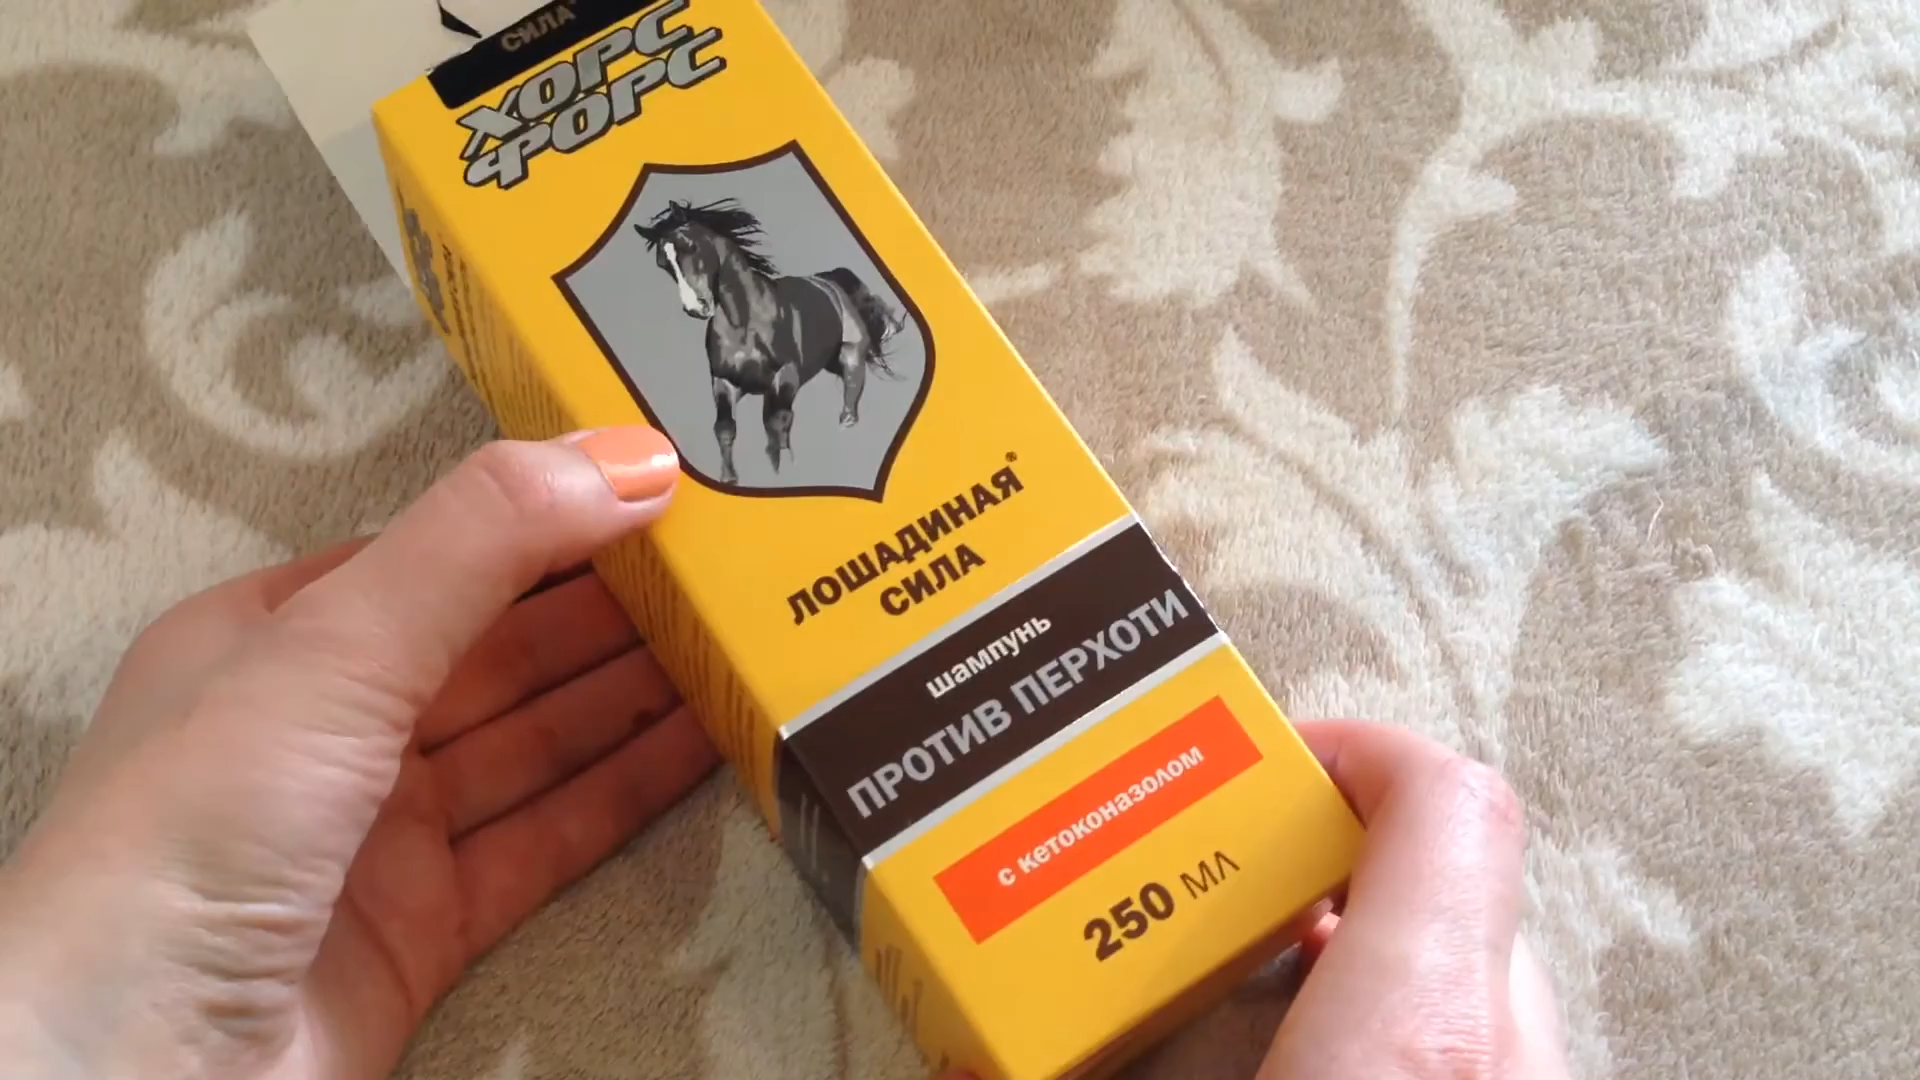 СИЛА®
ХОРС
ФОРС
ЛОШАДИНАЯ®
СИЛА
шампунь
ПРОТИВ ПЕРХОТИ
с кетоконазолом
250 МЛ